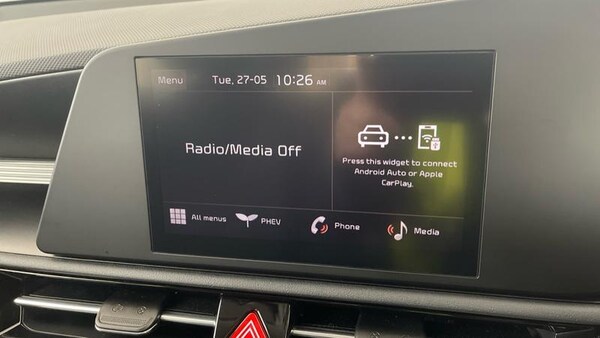 Menu
Tue, 27-05 10:26 AM
Radio/Media Off
Press this widget to connect
Android Auto or Apple
CarPlay.
All menus
PHEV
Phone
Media